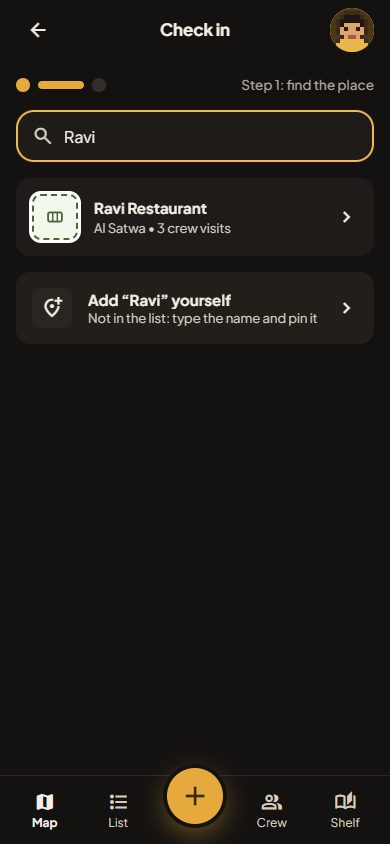 Check in
Step 1: find the place
Ravi
Ravi Restaurant
Al Satwa • 3 crew visits
Add “Ravi” yourself
Not in the list: type the name and pin it
Map
List
Crew
Shelf